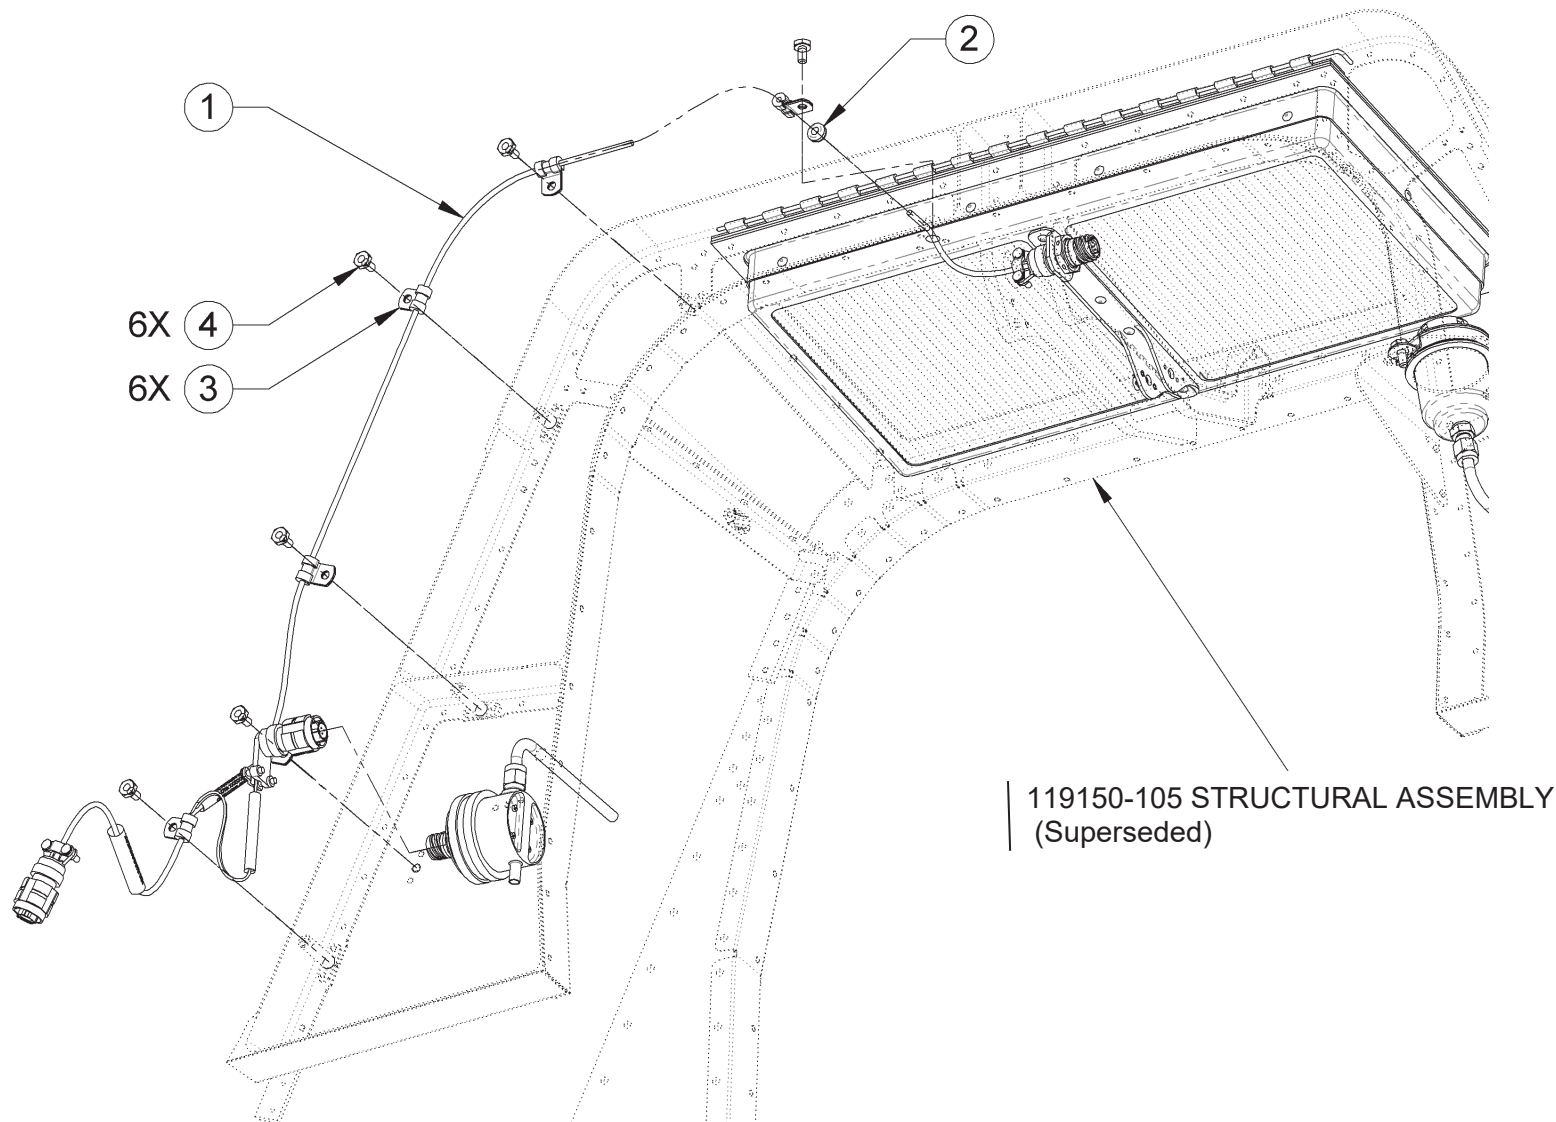 2
1
6X 4
6X 3
119150-105 STRUCTURAL ASSEMBLY
(Superseded)